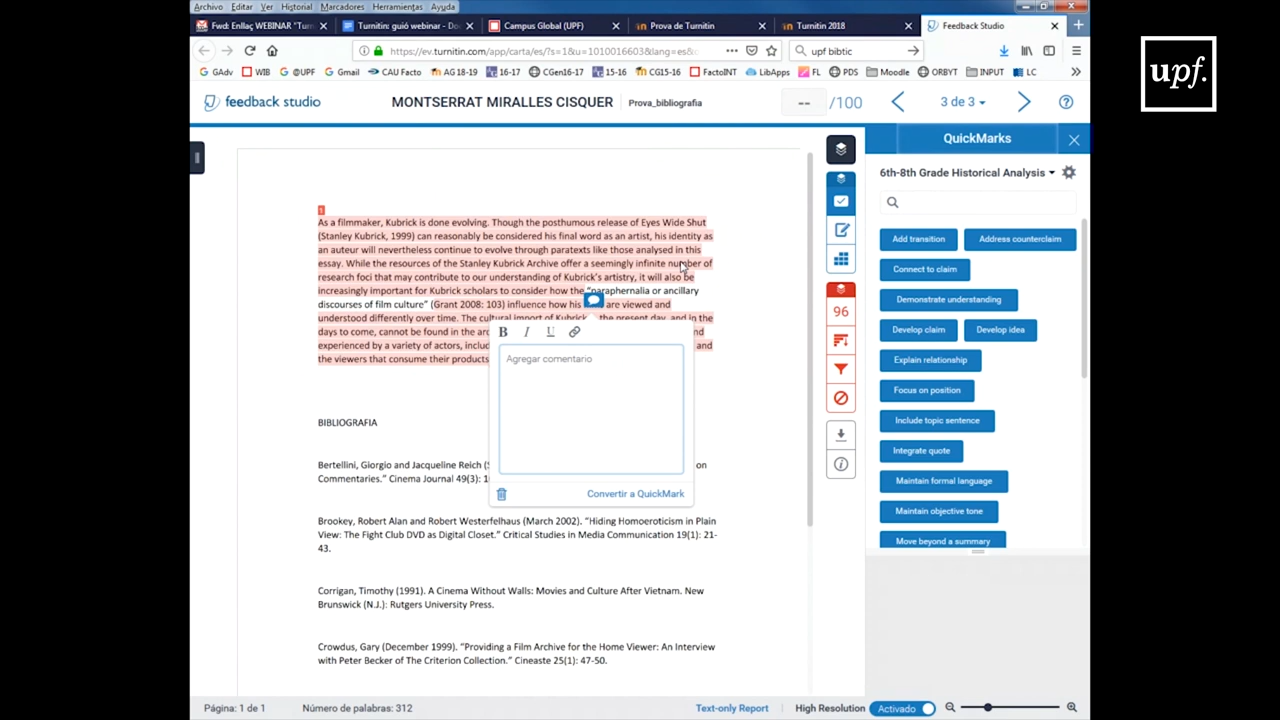 Archivo Editar Ver Historial Marcadores Herramientas Ayuda
Fwd: Enllaç WEBINAR "Turn
Turnitin: guió webinar - Do
Campus Global (UPF)
Prova de Turnitin
Turnitin 2018
Feedback Studio
https://ev.turnitin.com/app/carta/es/?s=1&u=1010016603&lang=es&
upf bibtic
GAdv WIB @UPF Gmail CAU Facto AG 18-19 16-17 CGen16-17 15-16 CG15-16 FactoINT LibApps FL PDS Moodle ORBYT INPUT LC
upf.
feedback studio
MONTSERRAT MIRALLES CISQUER
Prova_bibliografia
-- /100
3 de 3
QuickMarks
6th-8th Grade Historical Analysis
1
As a filmmaker, Kubrick is done evolving. Though the posthumous release of Eyes Wide Shut
(Stanley Kubrick, 1999) can reasonably be considered his final word as an artist, his identity as
an auteur will nevertheless continue to evolve through paratexts like those analysed in this
essay. While the resources of the Stanley Kubrick Archive offer a seemingly infinite number of
research foci that may contribute to our understanding of Kubrick's artistry, it will also be
increasingly important for Kubrick scholars to consider how the "paraphernalia or ancillary
discourses of film culture" (Grant 2008: 103) influence how his are viewed and
understood differently over time. The cultural import of Kubrick the present day, and in the
days to come, cannot be found in the arc nd
experienced by a variety of actors, includ and
the viewers that consume their products
B I U
Agregar comentario
Convertir a QuickMark
BIBLIOGRAFIA
Bertellini, Giorgio and Jacqueline Reich (S on
Commentaries." Cinema Journal 49(3): 1
Brookey, Robert Alan and Robert Westerfelhaus (March 2002). "Hiding Homoeroticism in Plain
View: The Fight Club DVD as Digital Closet." Critical Studies in Media Communication 19(1): 21-
43.
Corrigan, Timothy (1991). A Cinema Without Walls: Movies and Culture After Vietnam. New
Brunswick (N.J.): Rutgers University Press.
Crowdus, Gary (December 1999). "Providing a Film Archive for the Home Viewer: An Interview
with Peter Becker of The Criterion Collection." Cineaste 25(1): 47-50.
96
Add transition
Address counterclaim
Connect to claim
Demonstrate understanding
Develop claim
Develop idea
Explain relationship
Focus on position
Include topic sentence
Integrate quote
Maintain formal language
Maintain objective tone
Move beyond a summary
Página: 1 de 1
Número de palabras: 312
Text-only Report
High Resolution
Activado